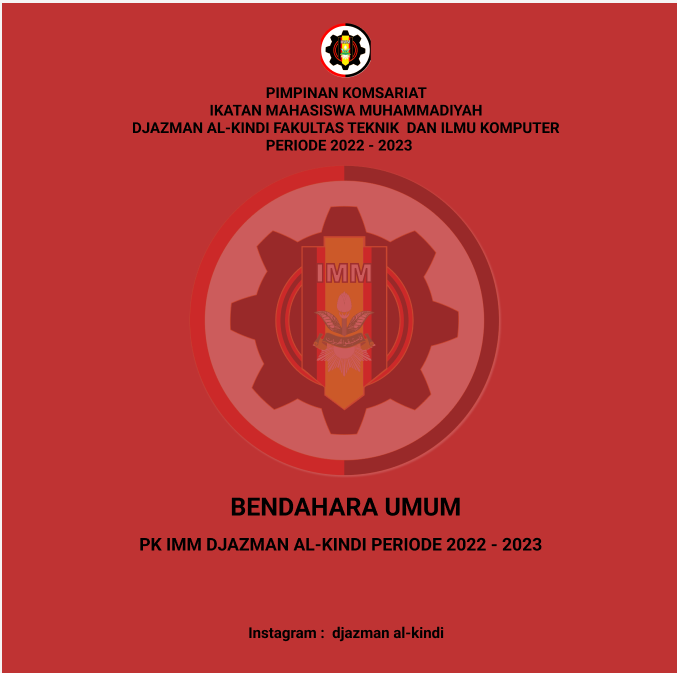 PIMPINAN KOMSARIAT
IKATAN MAHASISWA MUHAMMADIYAH
DJAZMAN AL-KINDI FAKULTAS TEKNIK DAN ILMU KOMPUTER
PERIODE 2022 - 2023
IMM
BENDAHARA UMUM
PK IMM DJAZMAN AL-KINDI PERIODE 2022 - 2023
Instagram : djazman al-kindi